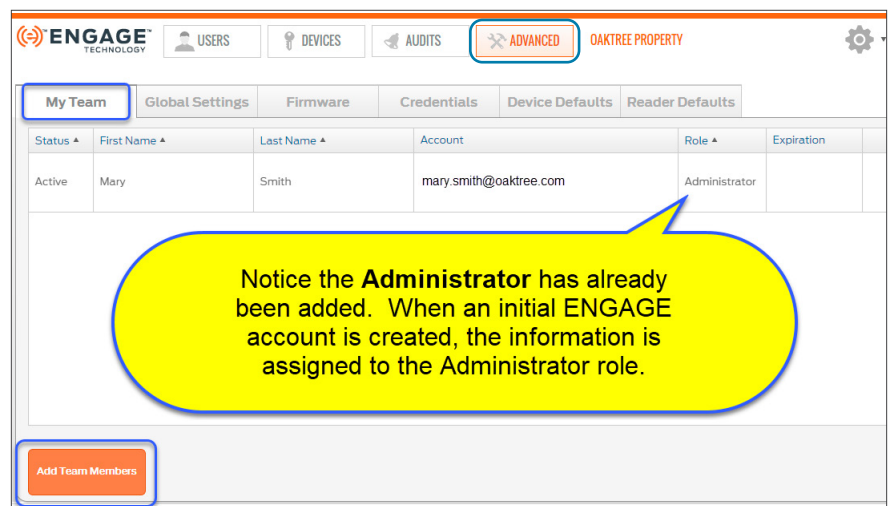 ENGAGE™
TECHNOLOGY
USERS
DEVICES
AUDITS
ADVANCED
OAKTREE PROPERTY
My Team
Global Settings
Firmware
Credentials
Device Defaults
Reader Defaults
Status
First Name
Last Name
Account
Role
Expiration
Active
Mary
Smith
mary.smith@oaktree.com
Administrator
Notice the Administrator has already
been added. When an initial ENGAGE
account is created, the information is
assigned to the Administrator role.
Add Team Members